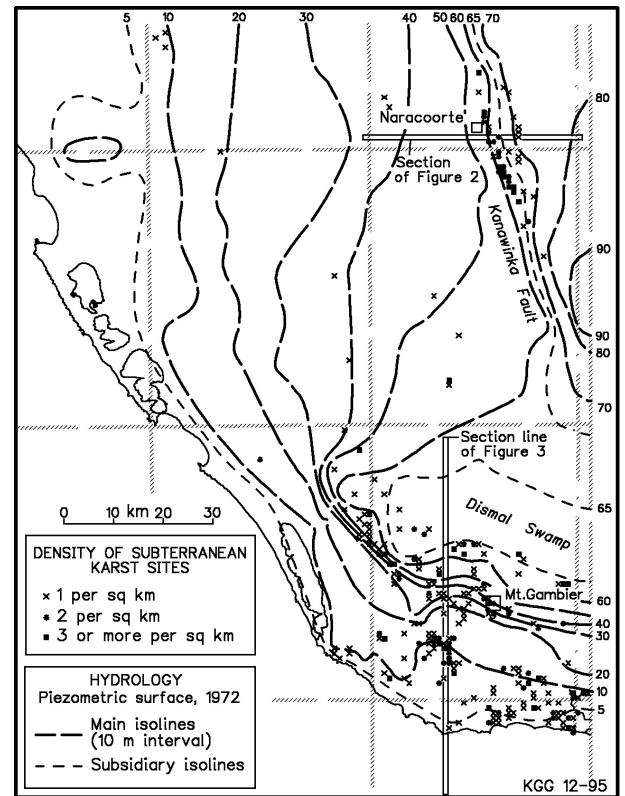 5 10 20 30 40 50 60 65 70
80
Naracoorte
Section
of Figure 2
Kanawinka Fault
90
90
80
70
Section line
of Figure 3
65
Dismal Swamp
0 10 km 30
DENSITY OF SUBTERRANEAN
KARST SITES
× 1 per sq km
• 2 per sq km
▪ 3 or more per sq km
Mt.Gambier
60
40
30
20
10
5
HYDROLOGY
Piezometric surface, 1972
Main isolines
(10 m interval)
Subsidiary isolines
KGG 12-95